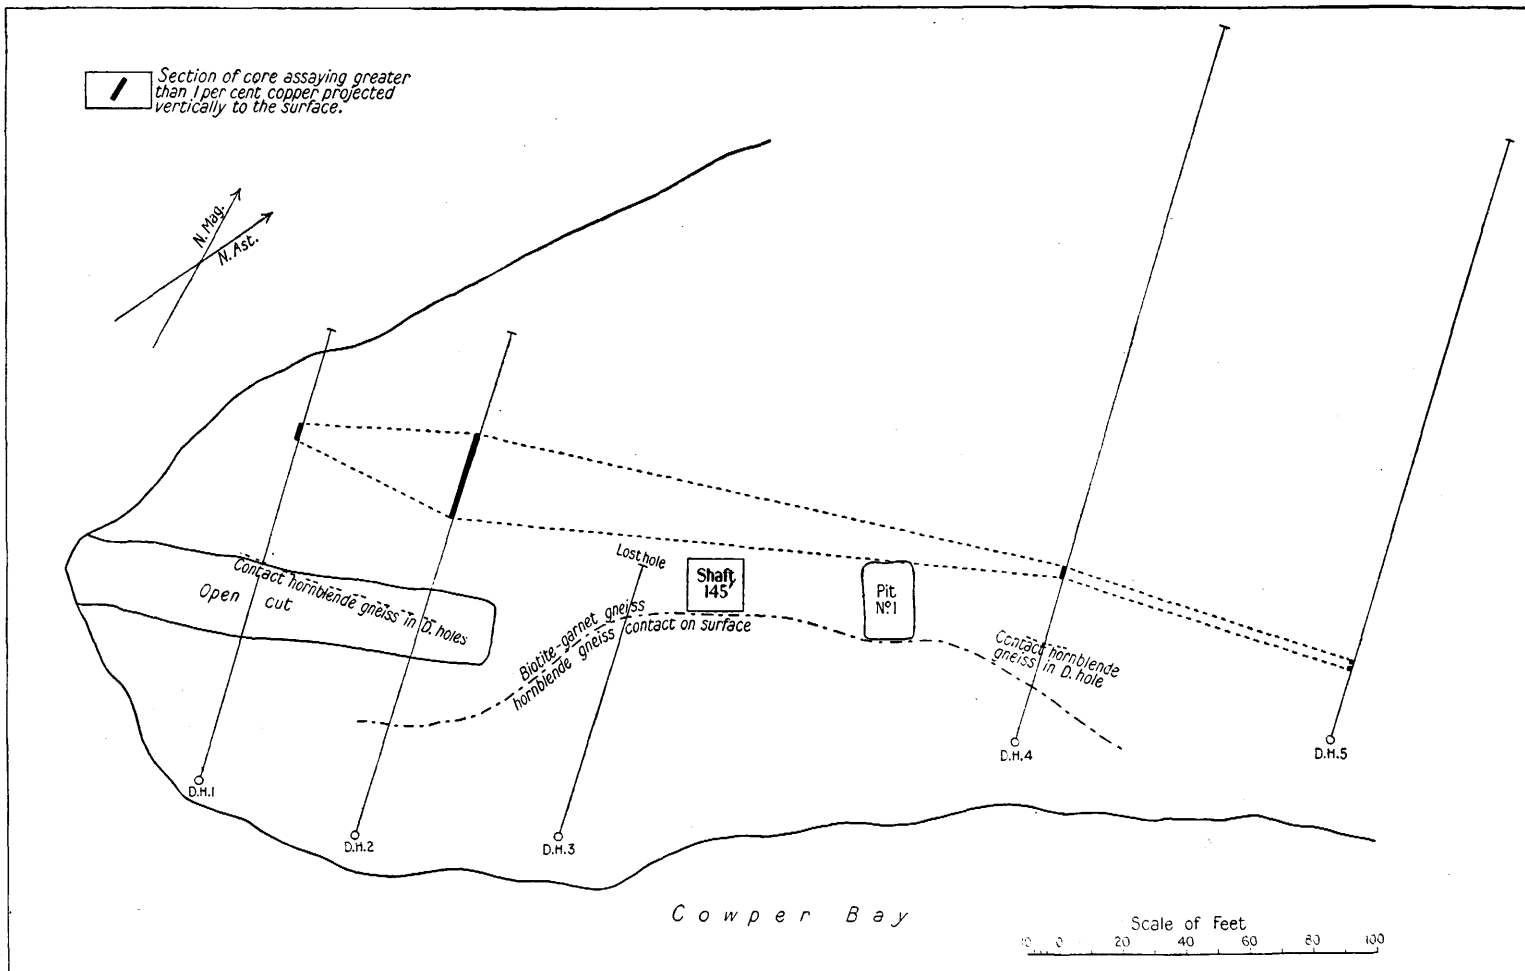 Section of core assaying greater
than 1 per cent copper projected
vertically to the surface.
N. Mag.
N. Ast.
Lost hole
Shaft
145'
Pit
Nº1
Contact hornblende gneiss in D. holes
Open cut
Biotite-garnet gneiss
hornblende gneiss contact on surface
Contact hornblende
gneiss in D. hole
D.H.1
D.H.2
D.H.3
D.H.4
D.H.5
Cowper Bay
Scale of Feet
10 0 20 40 60 80 100